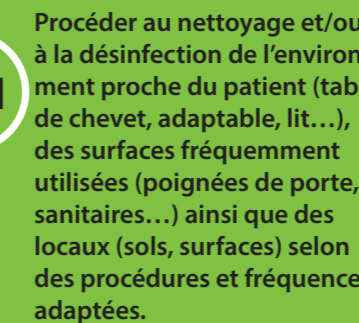 Procéder au nettoyage et/ou
à la désinfection de l’environ
ment proche du patient (tab
de chevet, adaptable, lit…),
des surfaces fréquemment
utilisées (poignées de porte,
sanitaires…) ainsi que des
locaux (sols, surfaces) selon
des procédures et fréquence
adaptées.